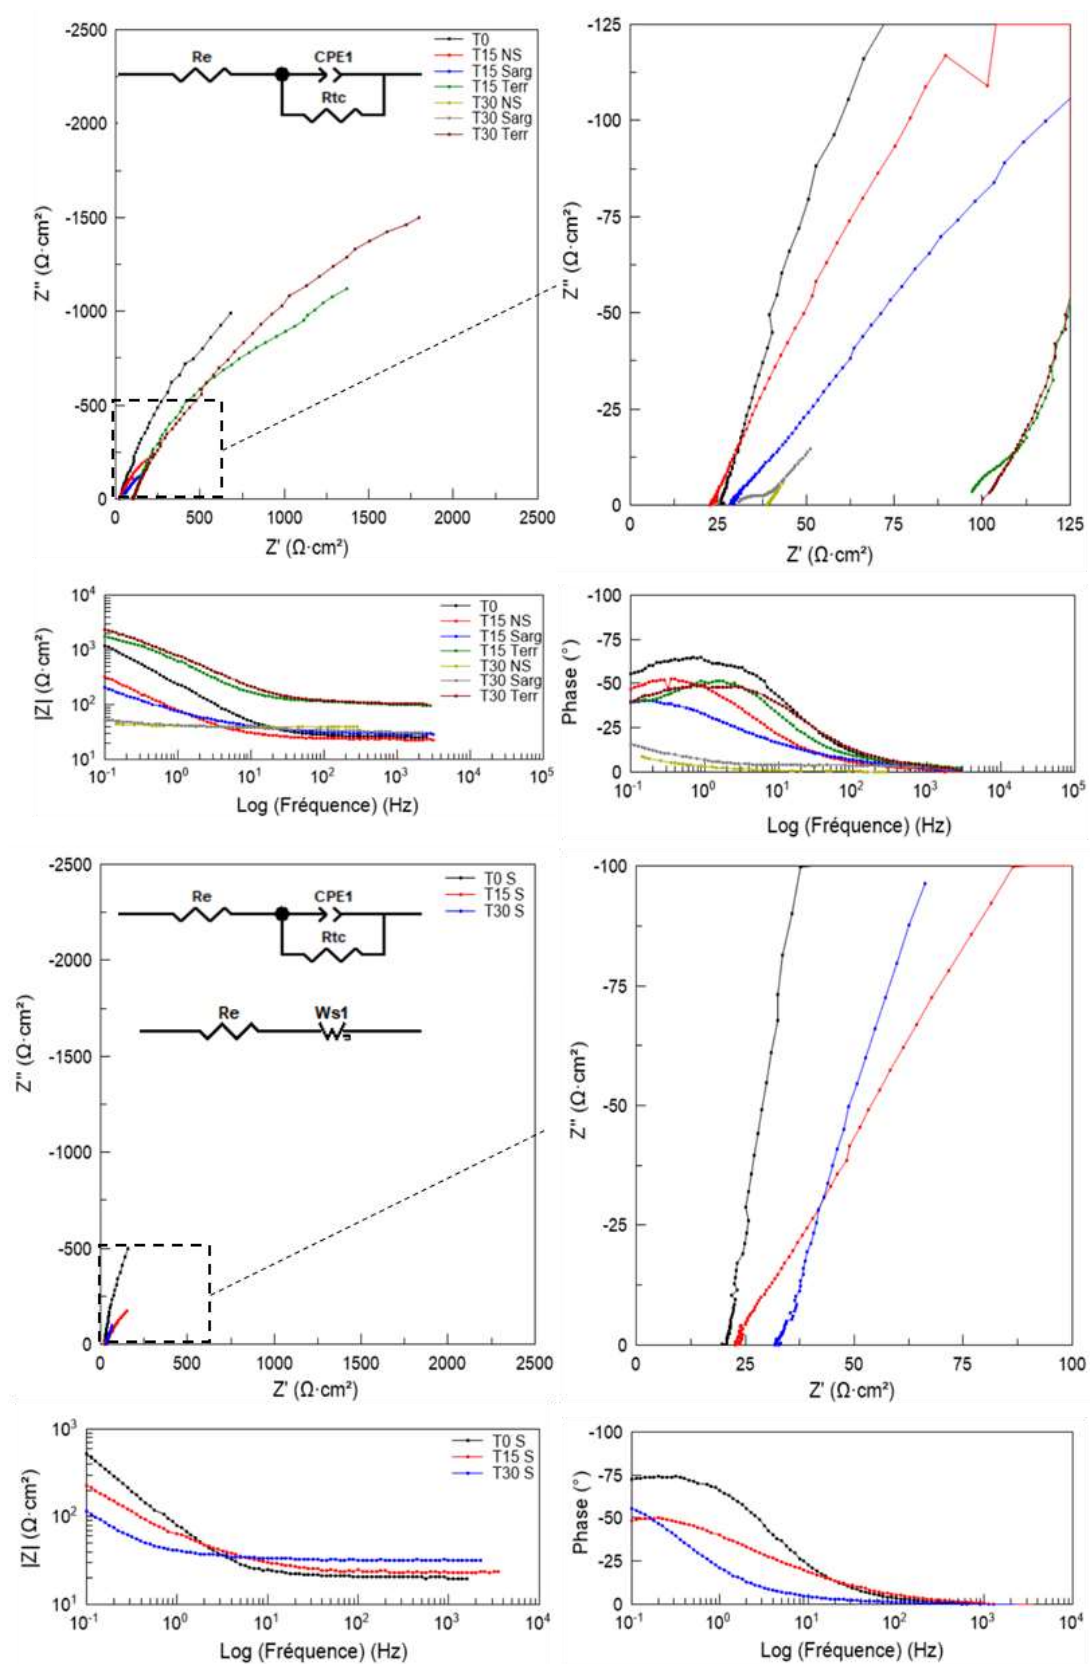 -2500
-2000
-1500
-1000
-500
0
Z'' (Ω·cm²)
Re
CPE1
Rtc
T0
T15 NS
T15 Sarg
T15 Terr
T30 NS
T30 Sarg
T30 Terr
0 500 1000 1500 2000 2500
Z' (Ω·cm²)
-125
-100
-75
-50
-25
0
Z'' (Ω·cm²)
0 25 50 75 100 125
Z' (Ω·cm²)
10⁴
10³
10²
10¹
|Z| (Ω·cm²)
T0
T15 NS
T15 Sarg
T15 Terr
T30 NS
T30 Sarg
T30 Terr
10⁻¹ 10⁰ 10¹ 10² 10³ 10⁴ 10⁵
Log (Fréquence) (Hz)
-100
-75
-50
-25
0
Phase (°)
10⁻¹ 10⁰ 10¹ 10² 10³ 10⁴ 10⁵
Log (Fréquence) (Hz)
-2500
-2000
-1500
-1000
-500
0
Z'' (Ω·cm²)
Re
CPE1
Rtc
Re
Ws1
T0 S
T15 S
T30 S
0 500 1000 1500 2000 2500
Z' (Ω·cm²)
-100
-75
-50
-25
0
Z'' (Ω·cm²)
0 25 50 75 100
Z' (Ω·cm²)
10³
10²
10¹
|Z| (Ω·cm²)
T0 S
T15 S
T30 S
10⁻¹ 10⁰ 10¹ 10² 10³ 10⁴
Log (Fréquence) (Hz)
-100
-75
-50
-25
0
Phase (°)
10⁻¹ 10⁰ 10¹ 10² 10³ 10⁴
Log (Fréquence) (Hz)